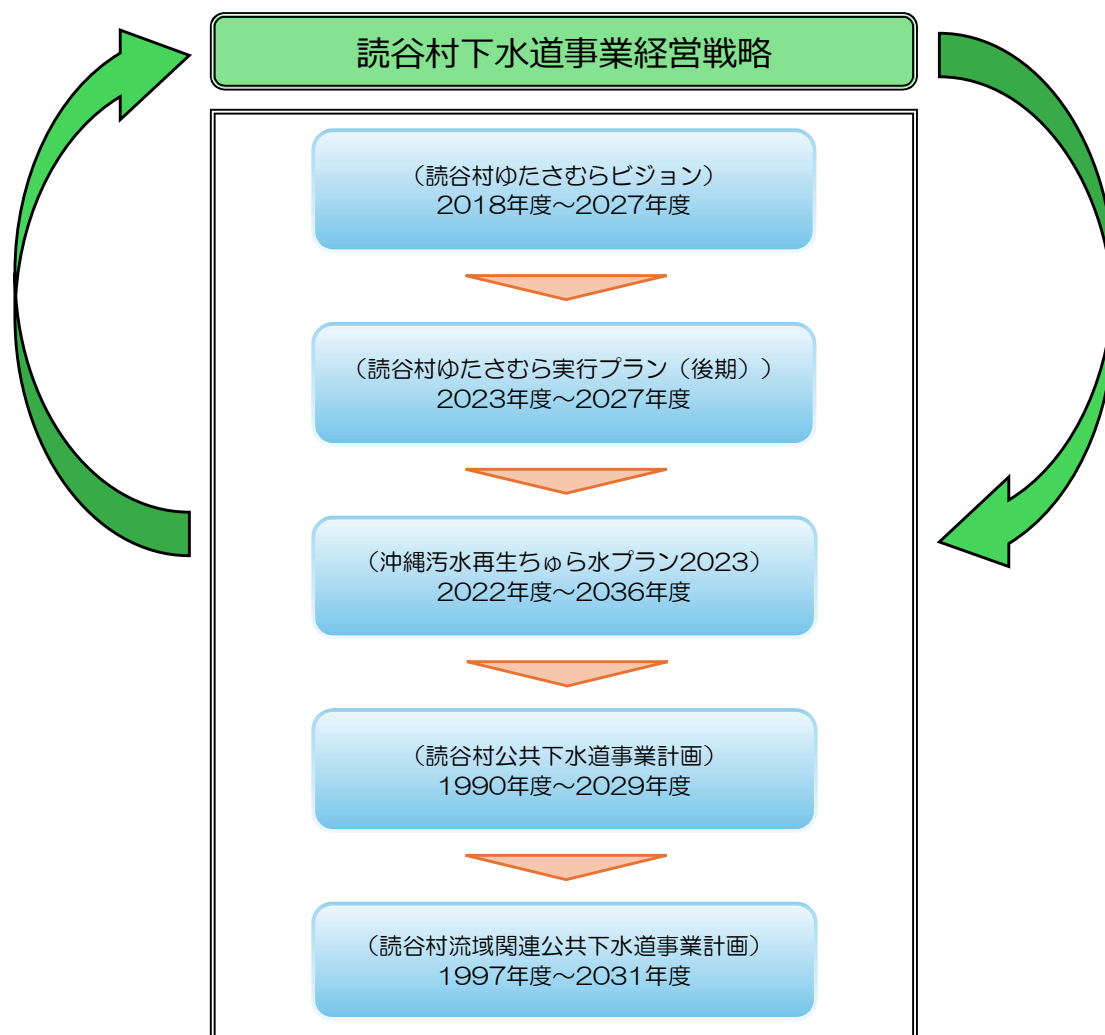 読谷村下水道事業経営戦略
（読谷村ゆたさむらビジョン）
2018年度～2027年度
（読谷村ゆたさむら実行プラン（後期））
2023年度～2027年度
（沖縄汚水再生ちゅら水プラン2023）
2022年度～2036年度
（読谷村公共下水道事業計画）
1990年度～2029年度
（読谷村流域関連公共下水道事業計画）
1997年度～2031年度